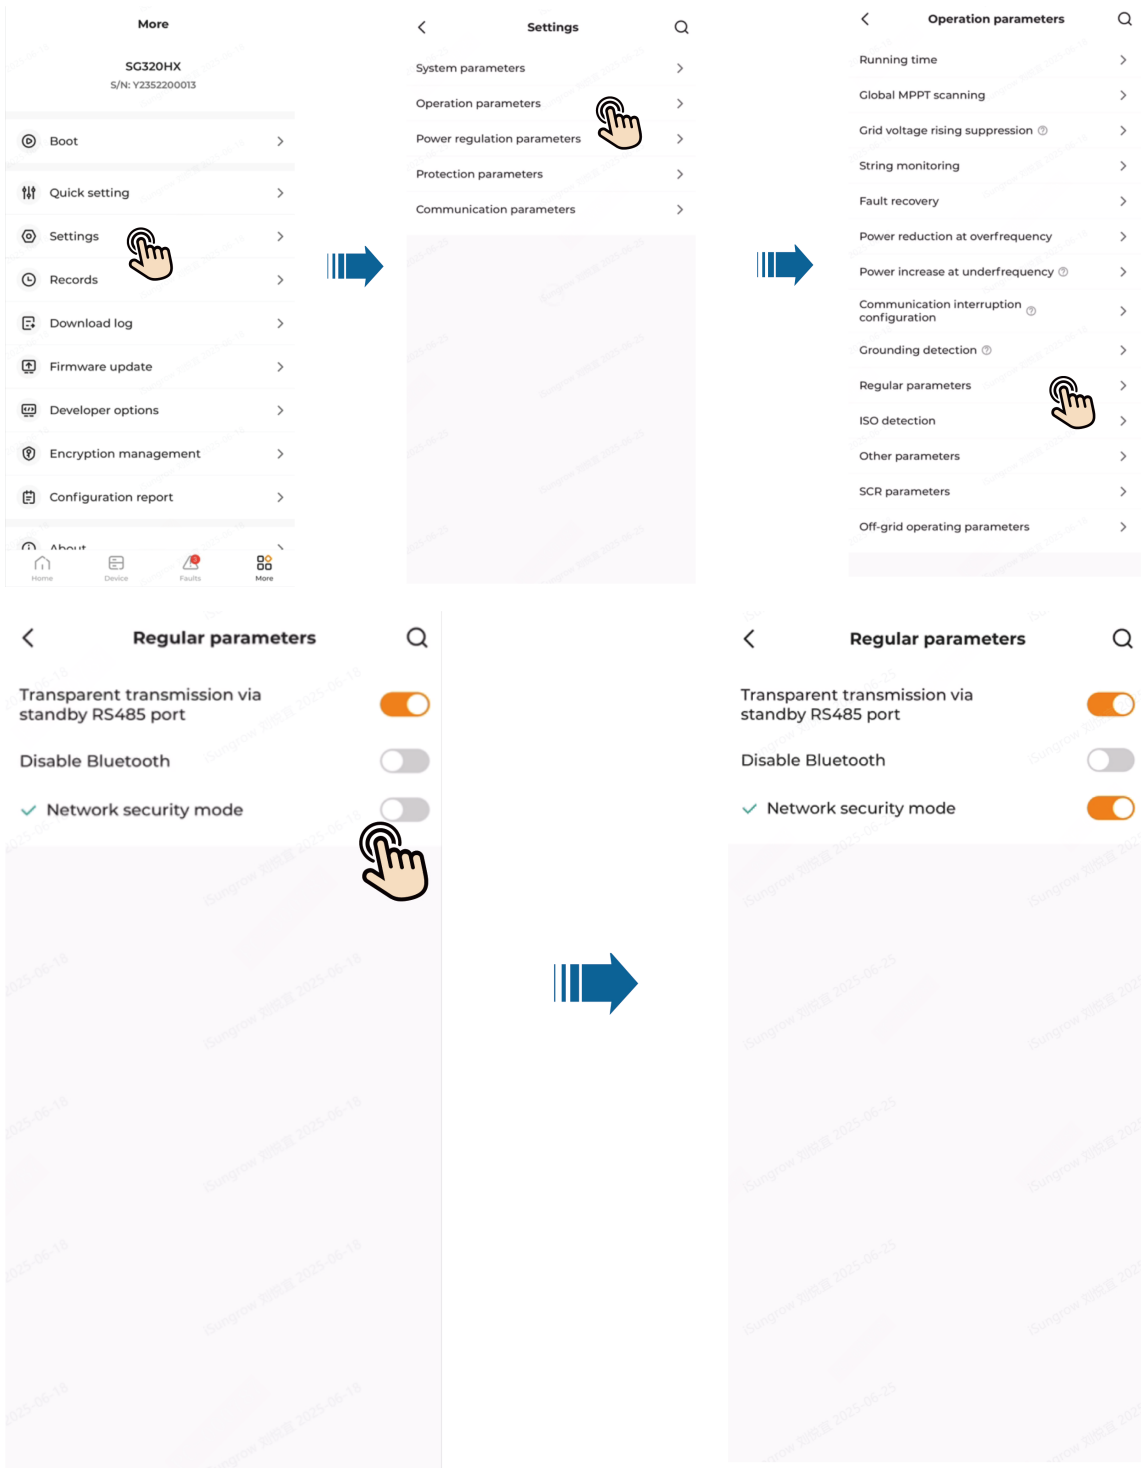 More
SG320HX
S/N: Y2352200013
Boot
Quick setting
Settings
Records
Download log
Firmware update
Developer options
Encryption management
Configuration report
About
Home
Device
Faults
More
Settings
System parameters
Operation parameters
Power regulation parameters
Protection parameters
Communication parameters
Operation parameters
Running time
Global MPPT scanning
Grid voltage rising suppression
String monitoring
Fault recovery
Power reduction at overfrequency
Power increase at underfrequency
Communication interruption
configuration
Grounding detection
Regular parameters
ISO detection
Other parameters
SCR parameters
Off-grid operating parameters
Regular parameters
Transparent transmission via
standby RS485 port
Disable Bluetooth
Network security mode
Regular parameters
Transparent transmission via
standby RS485 port
Disable Bluetooth
Network security mode